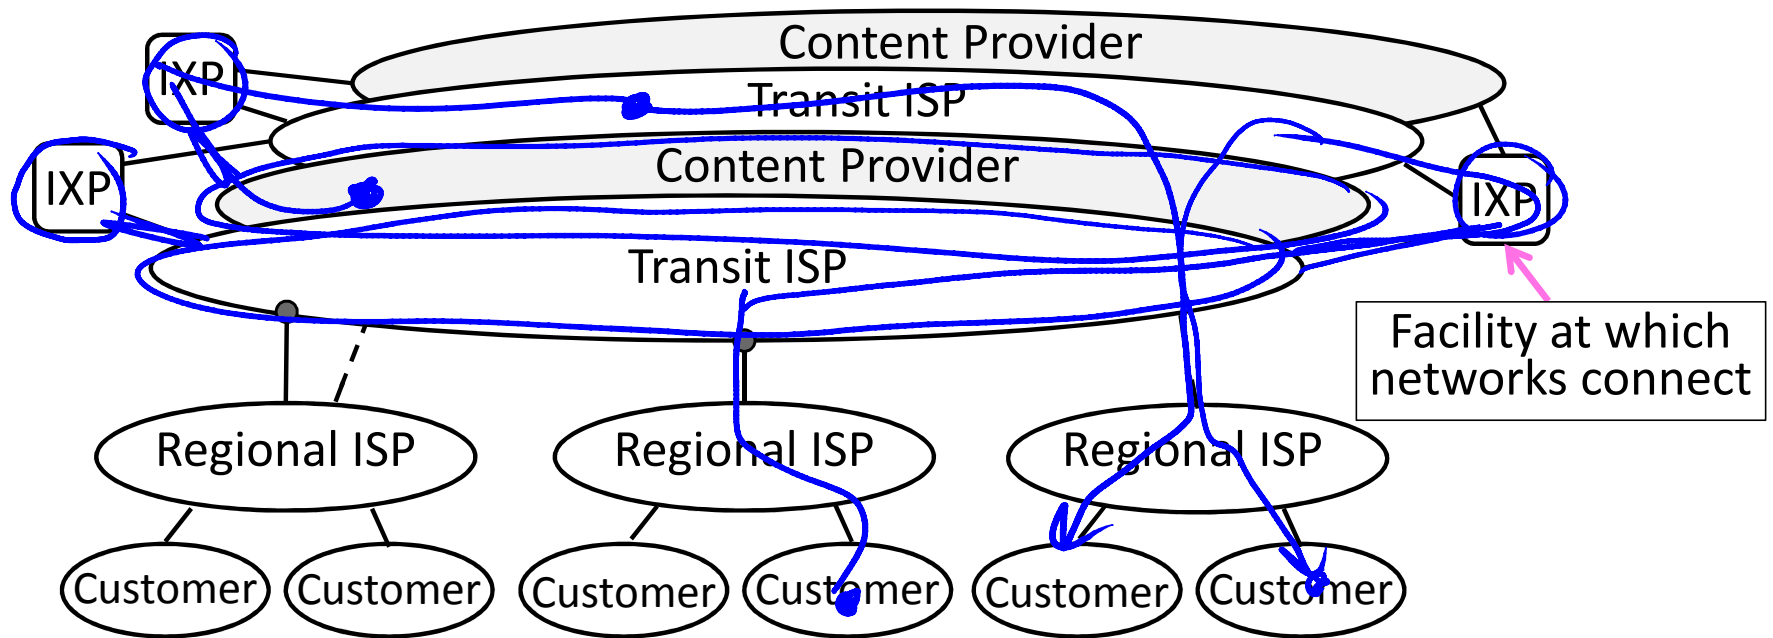 Content Provider
IXP
Transit ISP
Content Provider
IXP
IXP
Transit ISP
Facility at which
networks connect
Regional ISP
Regional ISP
Regional ISP
Customer
Customer
Customer
Customer
Customer
Customer